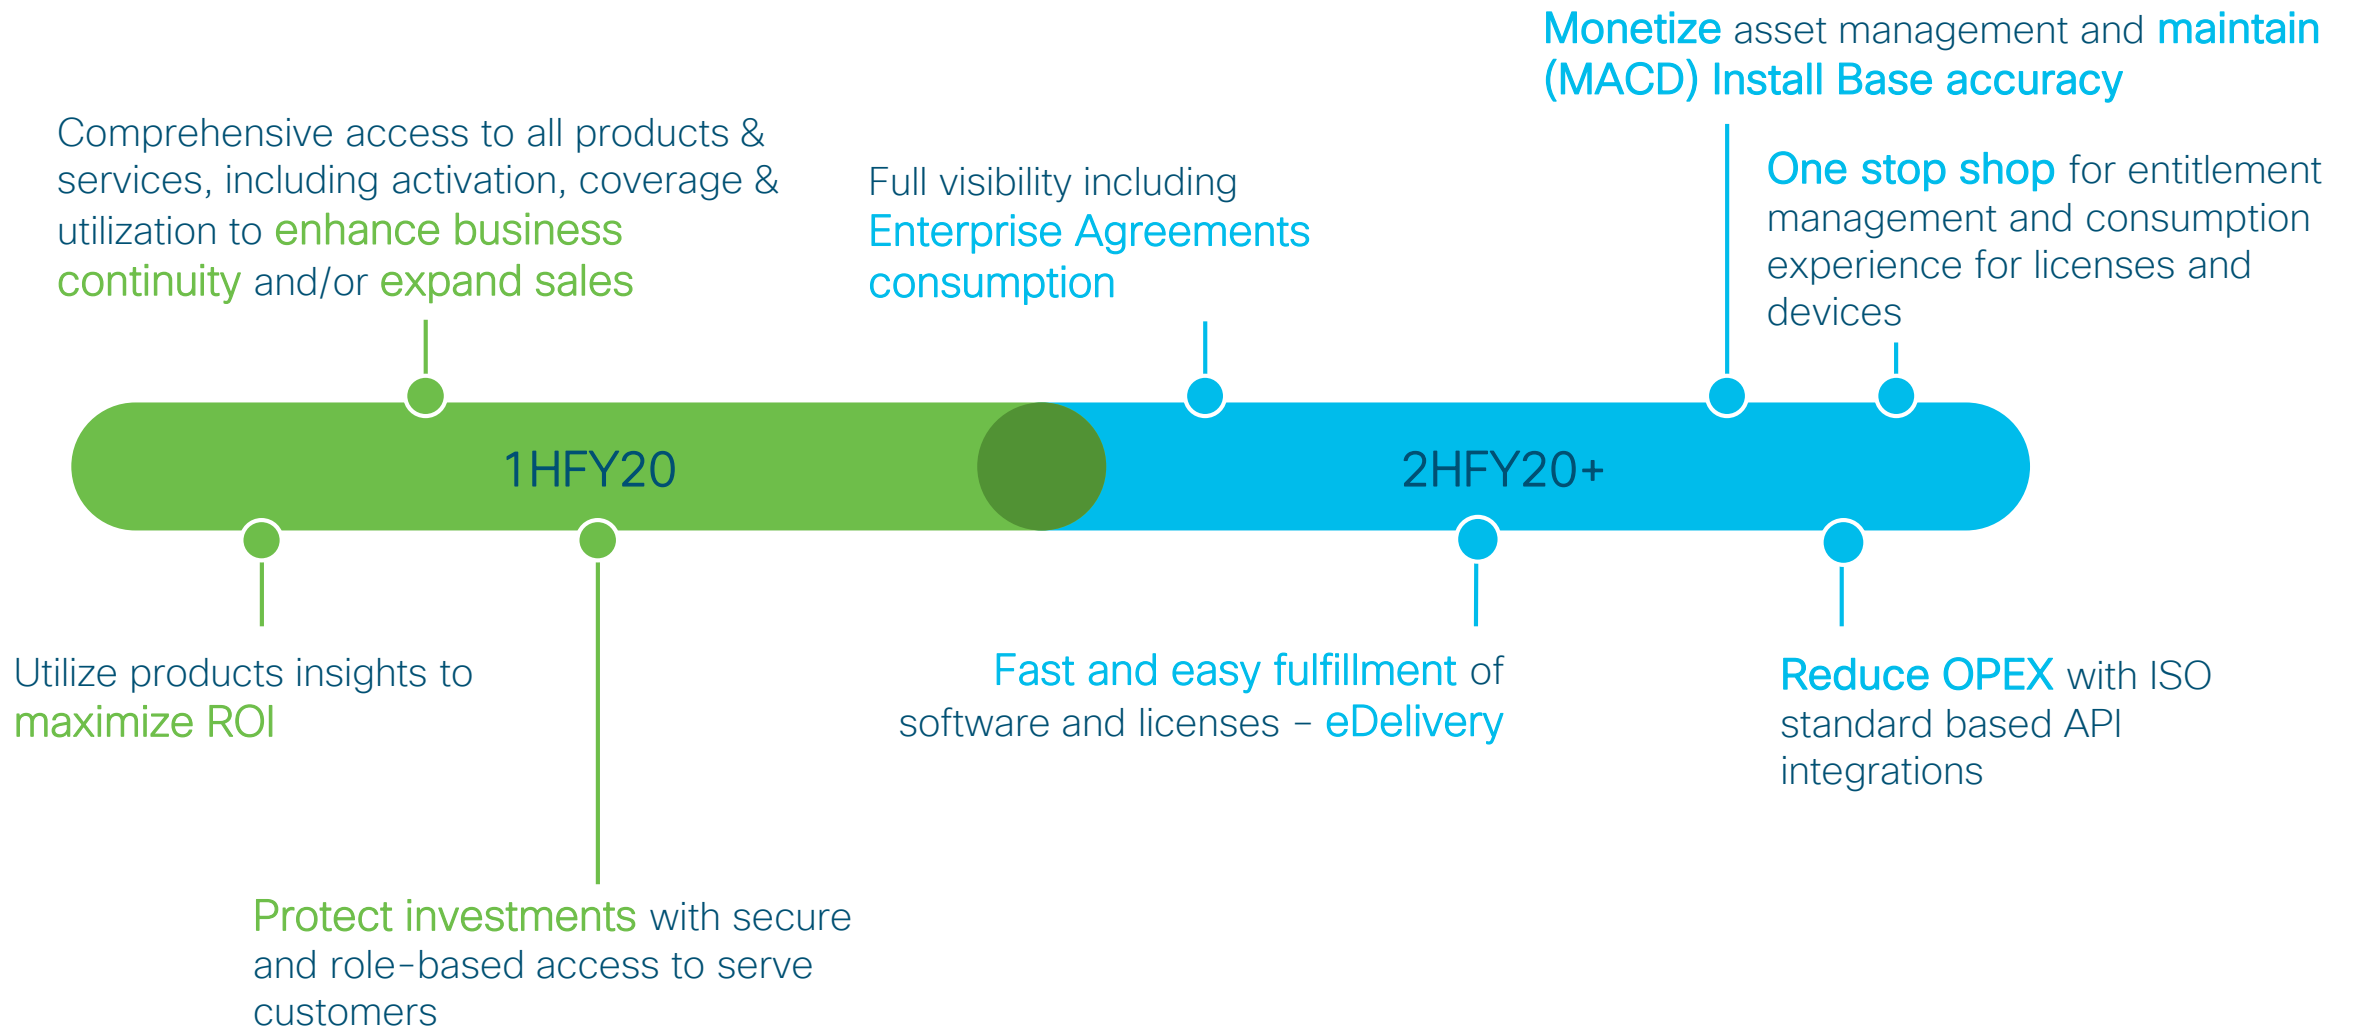 Monetize asset management and maintain
(MACD) Install Base accuracy
Comprehensive access to all products &
services, including activation, coverage &
utilization to enhance business
continuity and/or expand sales
Full visibility including
Enterprise Agreements
consumption
One stop shop for entitlement
management and consumption
experience for licenses and
devices
1HFY20
2HFY20+
Utilize products insights to
maximize ROI
Fast and easy fulfillment of
software and licenses – eDelivery
Reduce OPEX with ISO
standard based API
integrations
Protect investments with secure
and role-based access to serve
customers